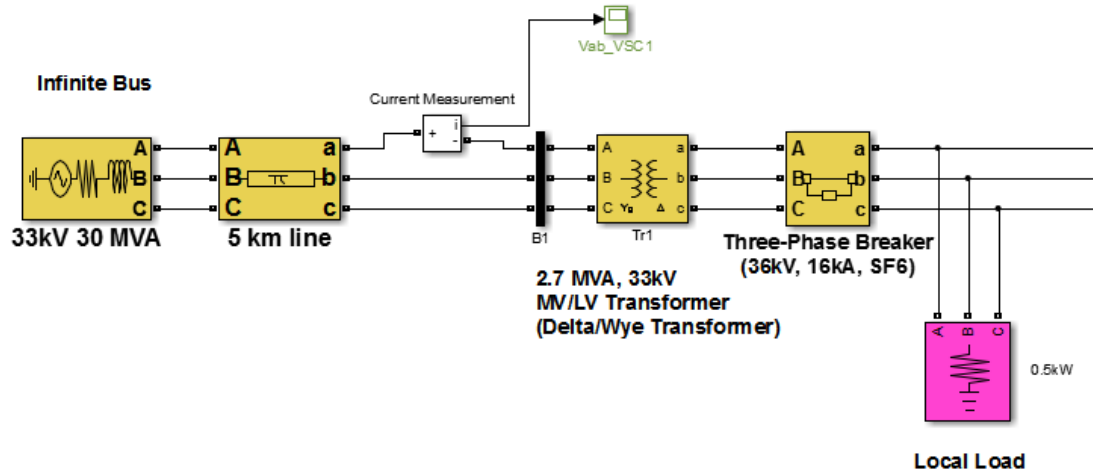 Vab_VSC1
Infinite Bus
Current Measurement
+ i -
A A a A a A a
B B b B b B b
C C c C Yg Δ c C c
33kV 30 MVA
5 km line
B1
Tr1
Three-Phase Breaker
(36kV, 16kA, SF6)
2.7 MVA, 33kV
MV/LV Transformer
(Delta/Wye Transformer)
A B C
0.5kW
Local Load